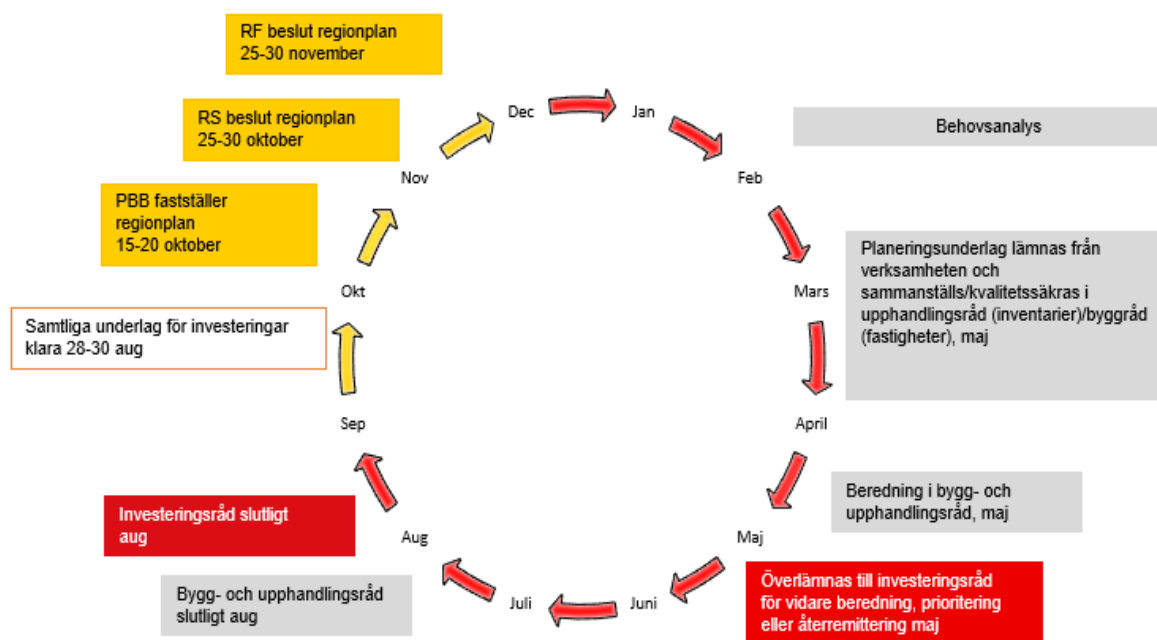 RF beslut regionplan
25-30 november
RS beslut regionplan
25-30 oktober
PBB fastställer
regionplan
15-20 oktober
Samtliga underlag för investeringar
klara 28-30 aug
Investeringsråd slutligt
aug
Bygg- och upphandlingsråd
slutligt aug
Dec
Jan
Feb
Mars
April
Maj
Juni
Juli
Aug
Sep
Okt
Nov
Behovsanalys
Planeringsunderlag lämnas från
verksamheten och
sammanställs/kvalitetssäkras i
upphandlingsråd (inventarier)/byggråd
(fastigheter), maj
Beredning i bygg- och
upphandlingsråd, maj
Överlämnas till investeringsråd
för vidare beredning, prioritering
eller återremittering maj